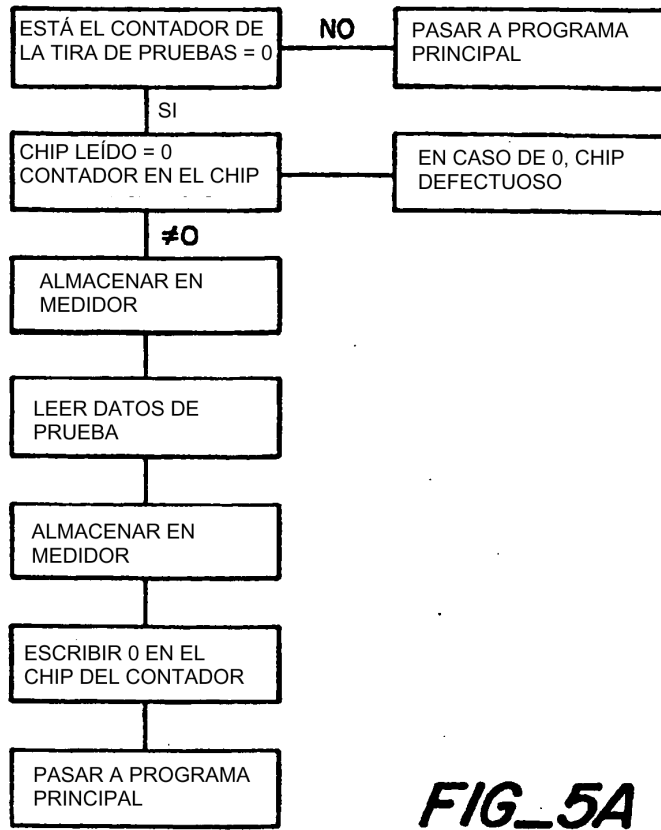 ESTÁ EL CONTADOR DE
LA TIRA DE PRUEBAS = 0
NO
PASAR A PROGRAMA
PRINCIPAL
SI
CHIP LEÍDO = 0
CONTADOR EN EL CHIP
EN CASO DE 0, CHIP
DEFECTUOSO
≠0
ALMACENAR EN
MEDIDOR
LEER DATOS DE
PRUEBA
ALMACENAR EN
MEDIDOR
ESCRIBIR 0 EN EL
CHIP DEL CONTADOR
PASAR A PROGRAMA
PRINCIPAL
FIG_5A